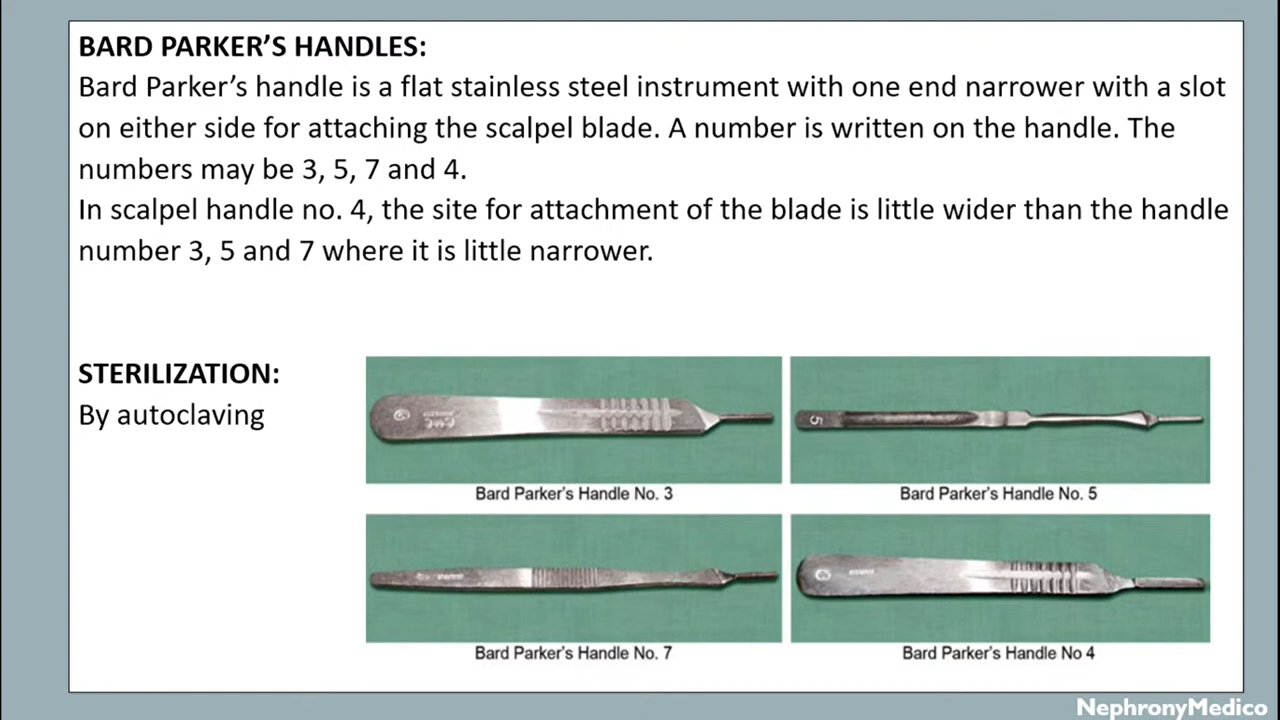 BARD PARKER’S HANDLES:
Bard Parker’s handle is a flat stainless steel instrument with one end narrower with a slot
on either side for attaching the scalpel blade. A number is written on the handle. The
numbers may be 3, 5, 7 and 4.
In scalpel handle no. 4, the site for attachment of the blade is little wider than the handle
number 3, 5 and 7 where it is little narrower.
STERILIZATION:
By autoclaving
5
Bard Parker’s Handle No. 3
Bard Parker’s Handle No. 5
Bard Parker’s Handle No. 7
Bard Parker’s Handle No 4
NephronyMedico